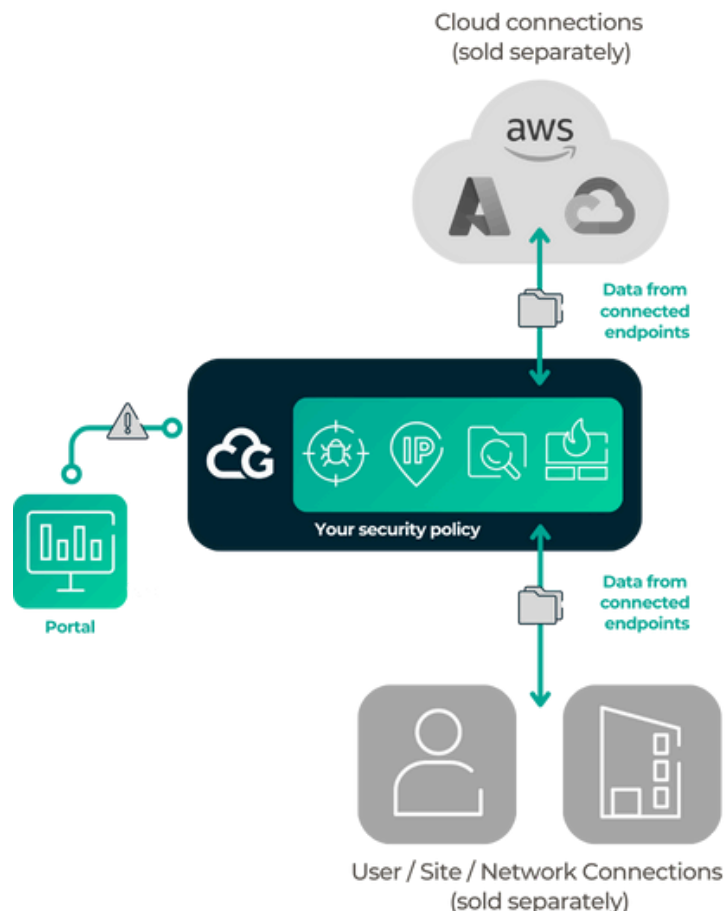 Cloud connections
(sold separately)
aws
Data from
connected
endpoints
G
IP
Your security policy
Portal
Data from
connected
endpoints
User / Site / Network Connections
(sold separately)